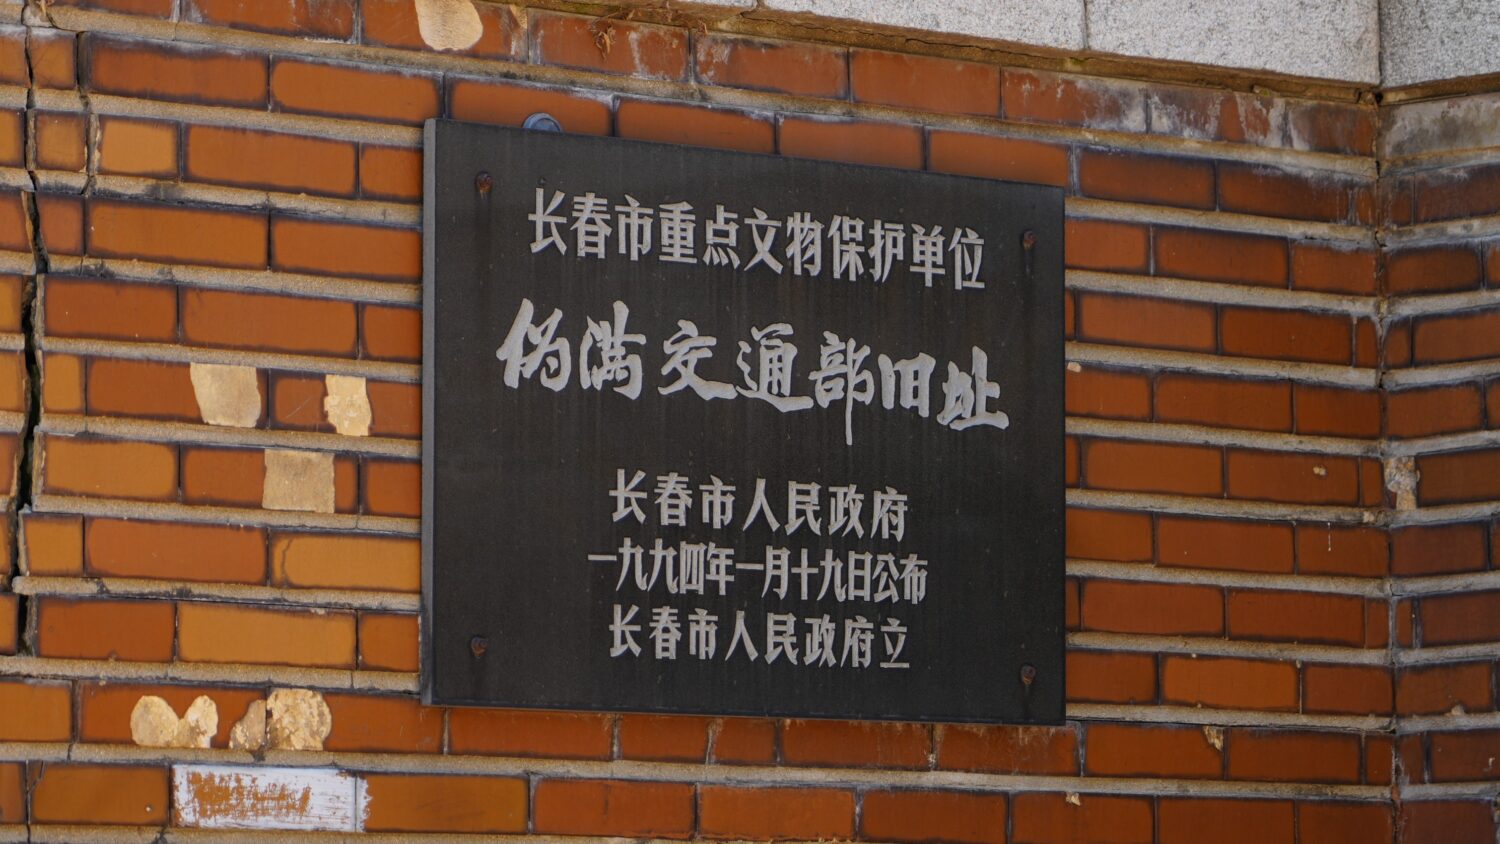 长春市重点文物保护单位
伪满交通部旧址
长春市人民政府
一九九四年一月十九日公布
长春市人民政府立